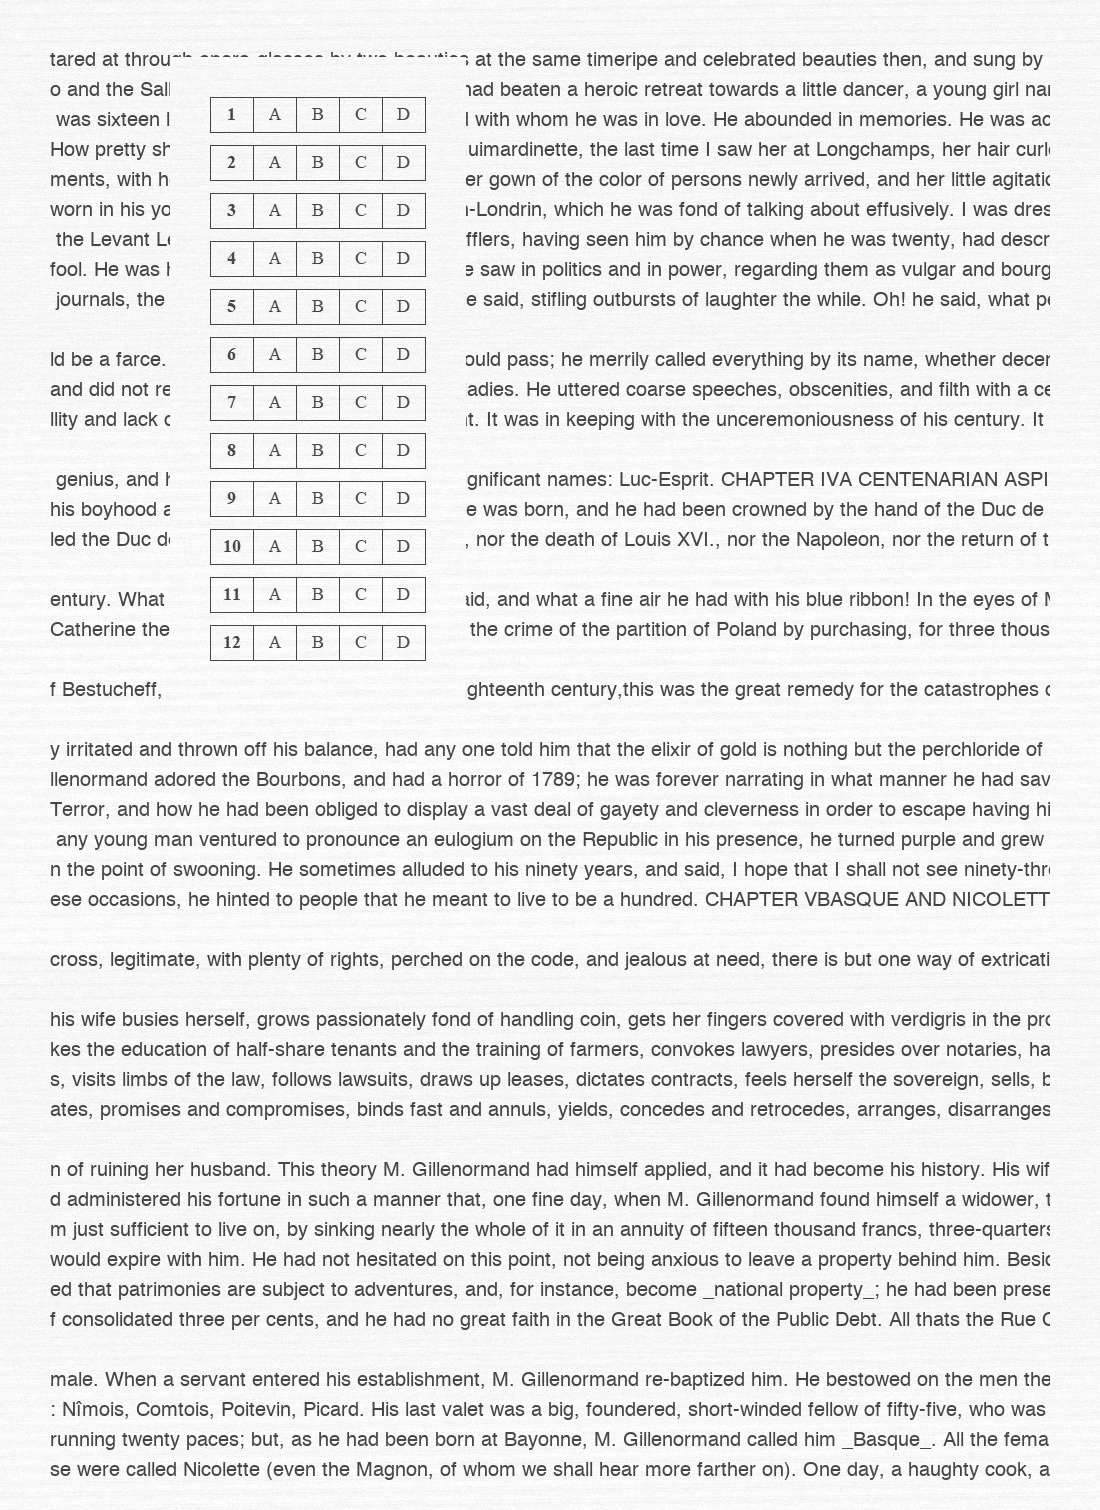 tared at through opera glasses by two beauties at the same timeripe and celebrated beauties then, and sung by
o and the had beaten a heroic retreat towards a little dancer, a young girl
was sixteen with whom he was in love. He abounded in memories. He was
How pretty the last time I saw her at Longchamps, her hair
ments, with gown of the color of persons newly arrived, and her little
worn in his which he was fond of talking about effusively. I was
the Levant having seen him by chance when he was twenty, had
fool. He was saw in politics and in power, regarding them as vulgar and
journals, the said, stifling outbursts of laughter the while. Oh! he said, what
ld be a farce. ould pass; he merrily called everything by its name, whether
and did not adies. He uttered coarse speeches, obscenities, and filth with a
llity and lack It was in keeping with the unceremoniousness of his century. It
genius, and gnificant names: Luc-Esprit. CHAPTER IVA CENTENARIAN
his boyhood was born, and he had been crowned by the hand of the Duc de
led the Duc , nor the death of Louis XVI., nor the Napoleon, nor the return of
entury. What aid, and what a fine air he had with his blue ribbon! In the eyes of
Catherine the the crime of the partition of Poland by purchasing, for three thous
f Bestucheff, ghteenth century,this was the great remedy for the catastrophes
1 A B C D
2 A B C D
3 A B C D
4 A B C D
5 A B C D
6 A B C D
7 A B C D
8 A B C D
9 A B C D
10 A B C D
11 A B C D
12 A B C D
y irritated and thrown off his balance, had any one told him that the elixir of gold is nothing but the perchloride of
llenormand adored the Bourbons, and had a horror of 1789; he was forever narrating in what manner he had sav
Terror, and how he had been obliged to display a vast deal of gayety and cleverness in order to escape having hi
any young man ventured to pronounce an eulogium on the Republic in his presence, he turned purple and grew
n the point of swooning. He sometimes alluded to his ninety years, and said, I hope that I shall not see
ese occasions, he hinted to people that he meant to live to be a hundred. CHAPTER VBASQUE AND NICOLETT
cross, legitimate, with plenty of rights, perched on the code, and jealous at need, there is but one way of extricati
his wife busies herself, grows passionately fond of handling coin, gets her fingers covered with verdigris in the
kes the education of half-share tenants and the training of farmers, convokes lawyers, presides over notaries, ha
s, visits limbs of the law, follows lawsuits, draws up leases, dictates contracts, feels herself the sovereign, sells,
ates, promises and compromises, binds fast and annuls, yields, concedes and retrocedes, arranges, disarranges
n of ruining her husband. This theory M. Gillenormand had himself applied, and it had become his history. His wif
d administered his fortune in such a manner that, one fine day, when M. Gillenormand found himself a widower,
m just sufficient to live on, by sinking nearly the whole of it in an annuity of fifteen thousand francs, three-quarters
would expire with him. He had not hesitated on this point, not being anxious to leave a property behind him.
ed that patrimonies are subject to adventures, and, for instance, become _national property_; he had been prese
f consolidated three per cents, and he had no great faith in the Great Book of the Public Debt. All thats the Rue
male. When a servant entered his establishment, M. Gillenormand re-baptized him. He bestowed on the men the
: Nîmois, Comtois, Poitevin, Picard. His last valet was a big, foundered, short-winded fellow of fifty-five, who was
running twenty paces; but, as he had been born at Bayonne, M. Gillenormand called him _Basque_. All the fema
se were called Nicolette (even the Magnon, of whom we shall hear more farther on). One day, a haughty cook, a